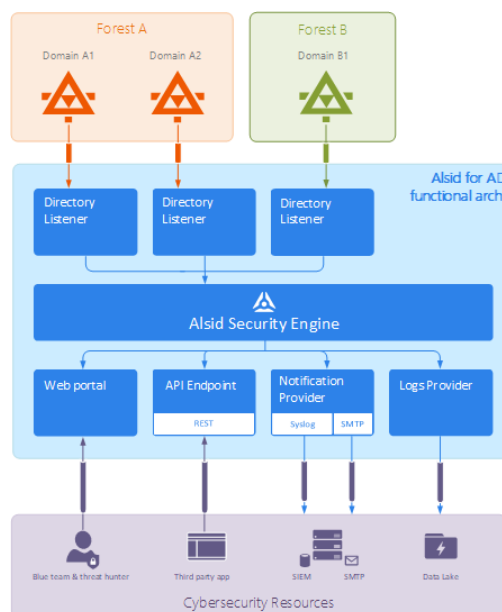 Forest A
Forest B
Domain A1
Domain A2
Domain B1
Alsid for AD
functional arch
Directory
Listener
Directory
Listener
Directory
Listener
Alsid Security Engine
Web portal
API Endpoint
REST
Notification
Provider
Syslog
SMTP
Logs Provider
Blue team & threat hunter
Third party app
SIEM
SMTP
Data Lake
Cybersecurity Resources